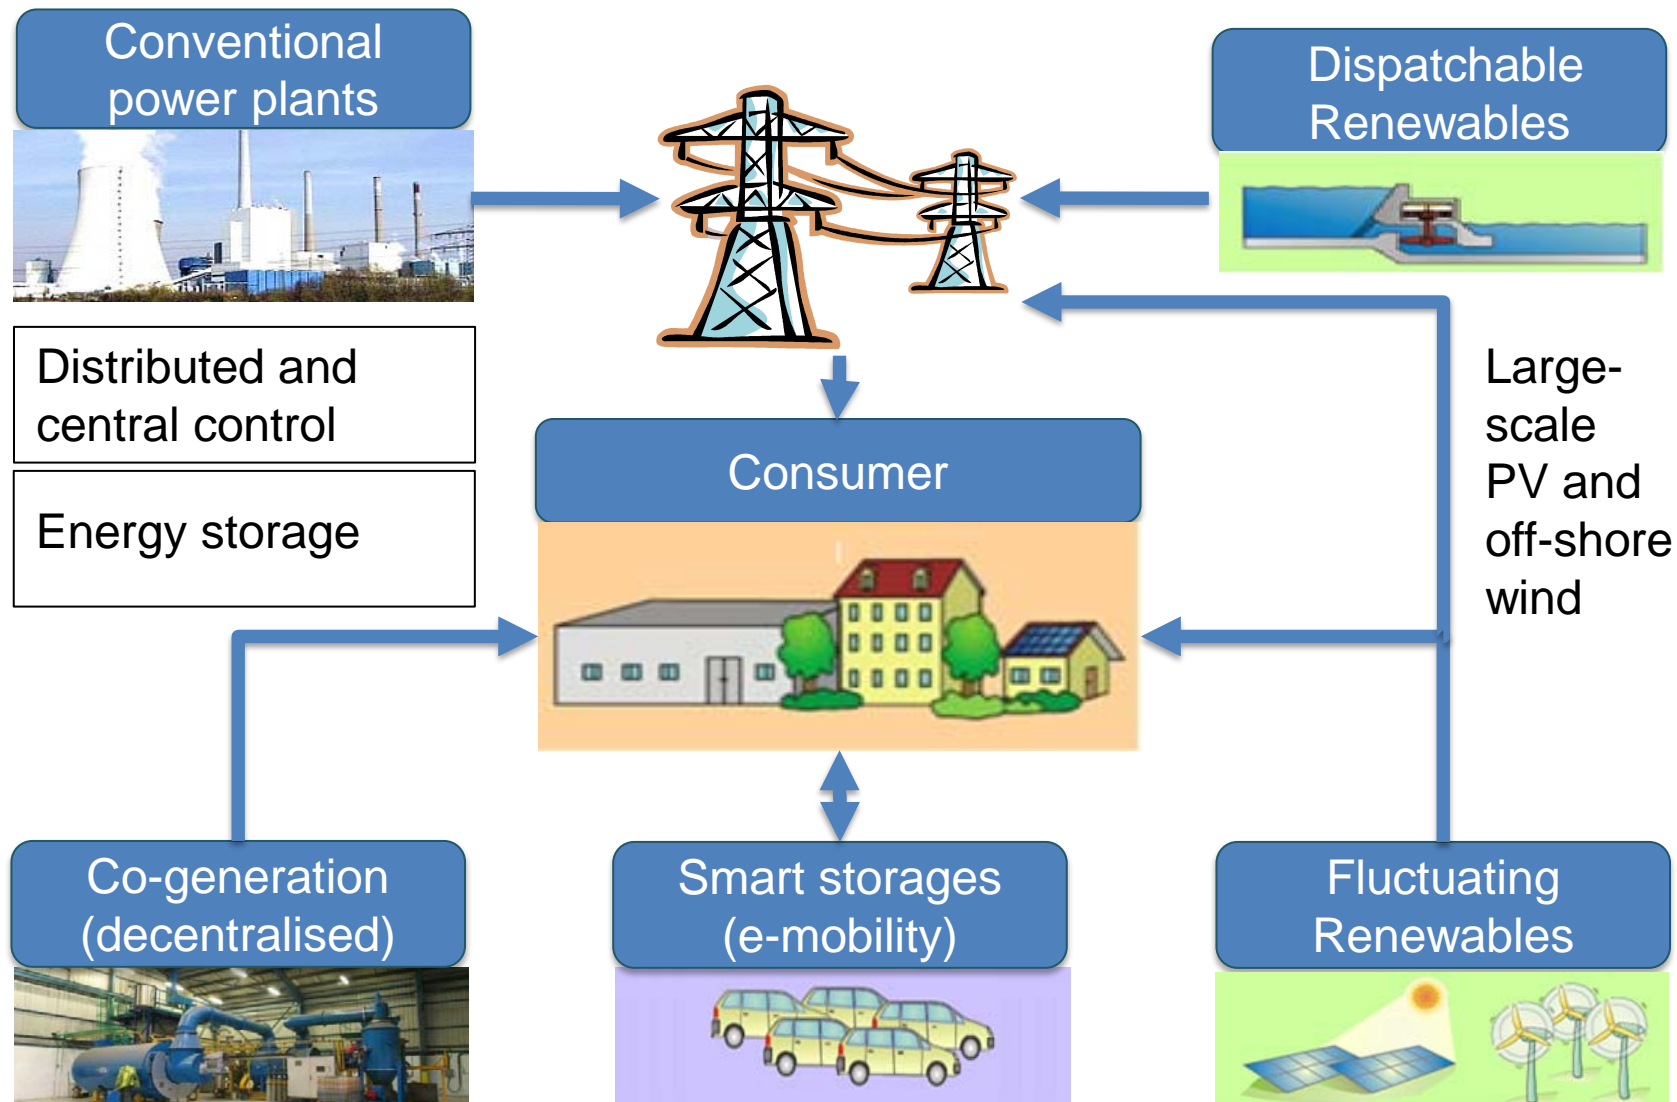 Conventional
power plants
Dispatchable
Renewables
Distributed and
central control
Energy storage
Consumer
Large-
scale
PV and
off-shore
wind
Co-generation
(decentralised)
Smart storages
(e-mobility)
Fluctuating
Renewables